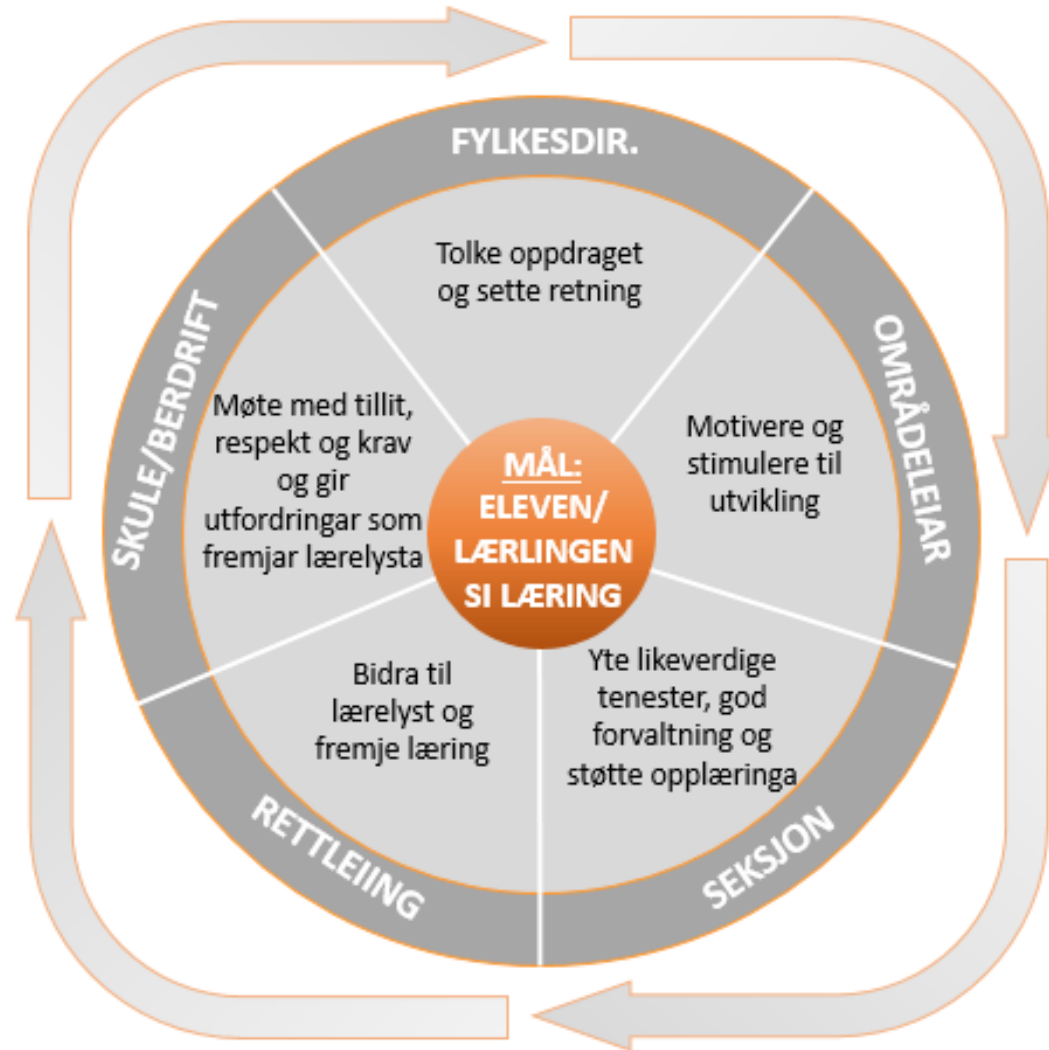 FYLKESDIR.
Tolke oppdraget
og sette retning
OMRÅDELEIAR
Motivere og
stimulere til
utvikling
SEKSJON
Yte likeverdige
tenester, god
forvaltning og
støtte opplæringa
RETTLEIING
Bidra til
lærelyst og
fremje læring
SKULE/BERDRIFT
Møte med tillit,
respekt og krav
og gir
utfordringar som
fremjar lærelysta
MÅL:
ELEVEN/
LÆRLINGEN
SI LÆRING